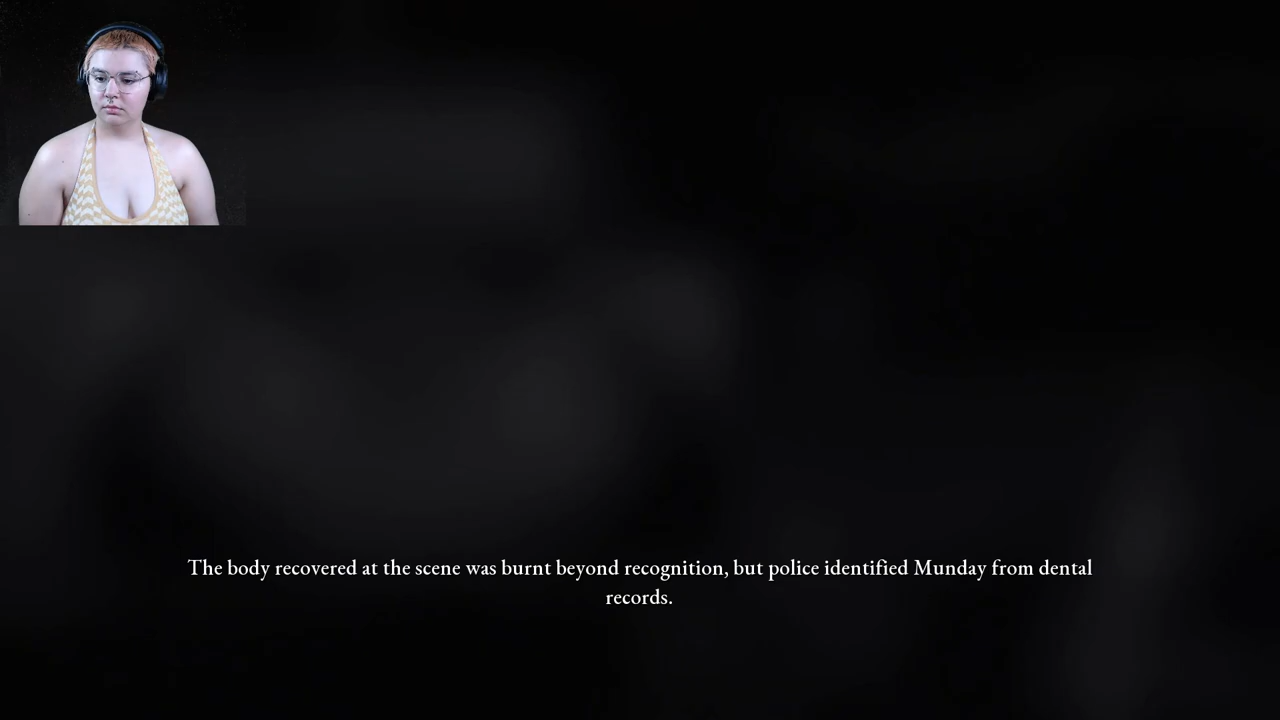 The body recovered at the scene was burnt beyond recognition, but police identified Munday from dental
records.